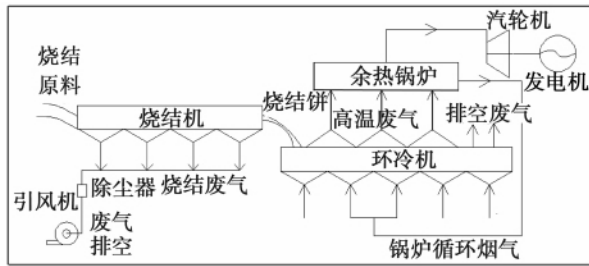 汽轮机
烧结
原料
余热锅炉
发电机
烧结饼
烧结机
高温废气
排空废气
环冷机
引风机
除尘器
烧结废气
废气
排空
锅炉循环烟气